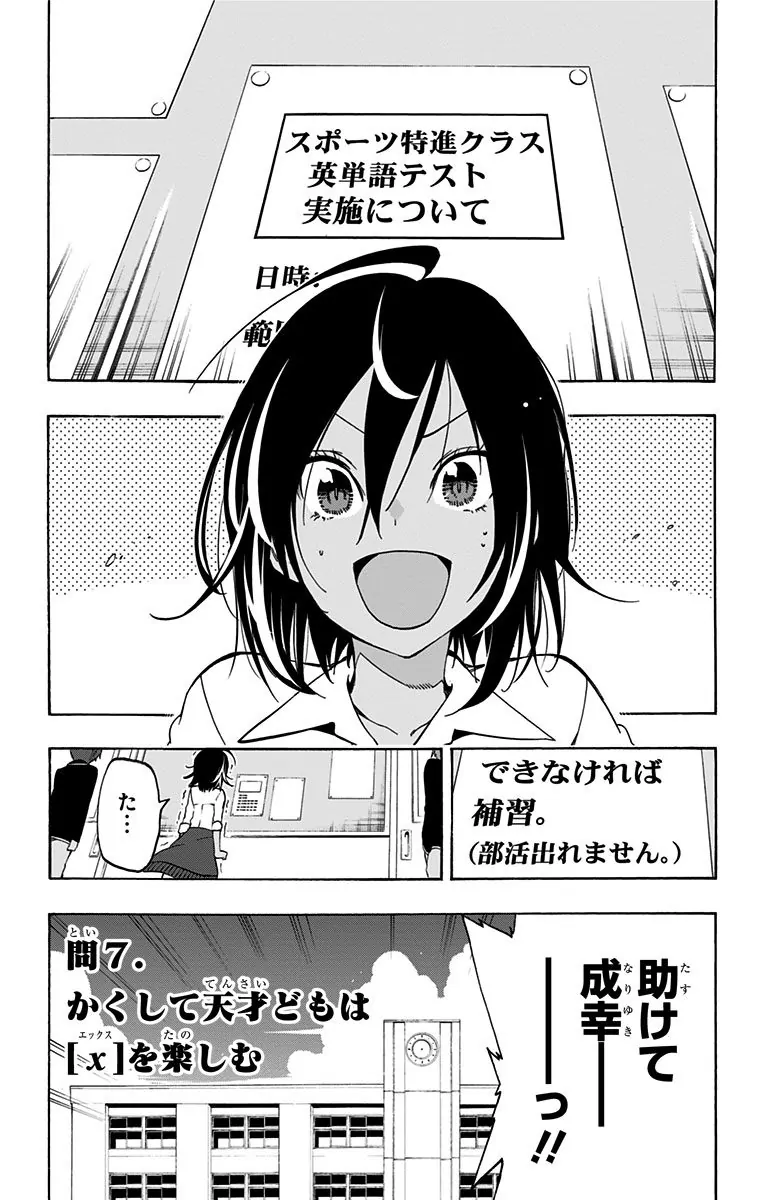 スポーツ特進クラス
英単語テスト
実施について
日時:
範囲
できなければ
補習。
(部活出れません。)
た…
助けて
成幸――っ!!
問7.
かくして天才どもは
[x]を楽しむ